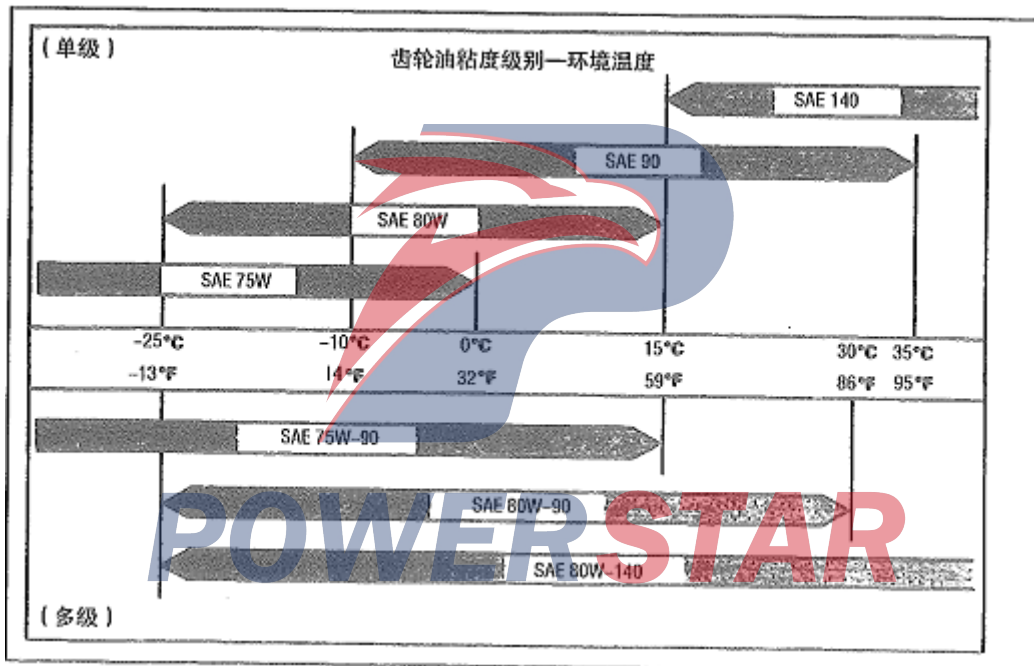 (单级)
齿轮油粘度级别一环境温度
SAE 140
SAE 90
SAE 80W
SAE 75W
-25℃ -10℃ 0℃ 15℃ 30℃ 35℃
-13℉ 14℉ 32℉ 59℉ 86℉ 95℉
SAE 75W-90
SAE 80W-90
POWERSTAR
SAE 80W-140
(多级)